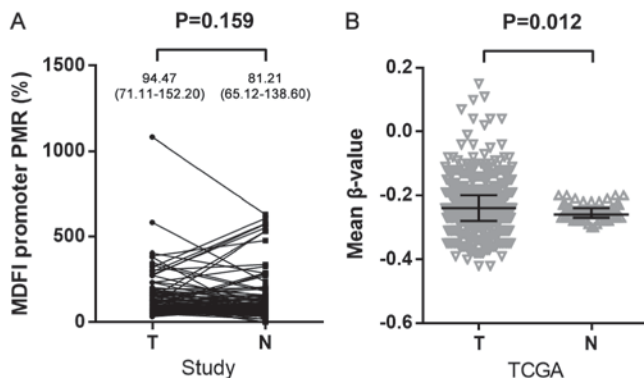 A
P=0.159
94.47
(71.11-152.20)
81.21
(65.12-138.60)
MDFI promoter PMR (%)
1500
1000
500
0
T
N
Study
B
P=0.012
Mean β-value
0.2
0.0
-0.2
-0.4
-0.6
T
N
TCGA